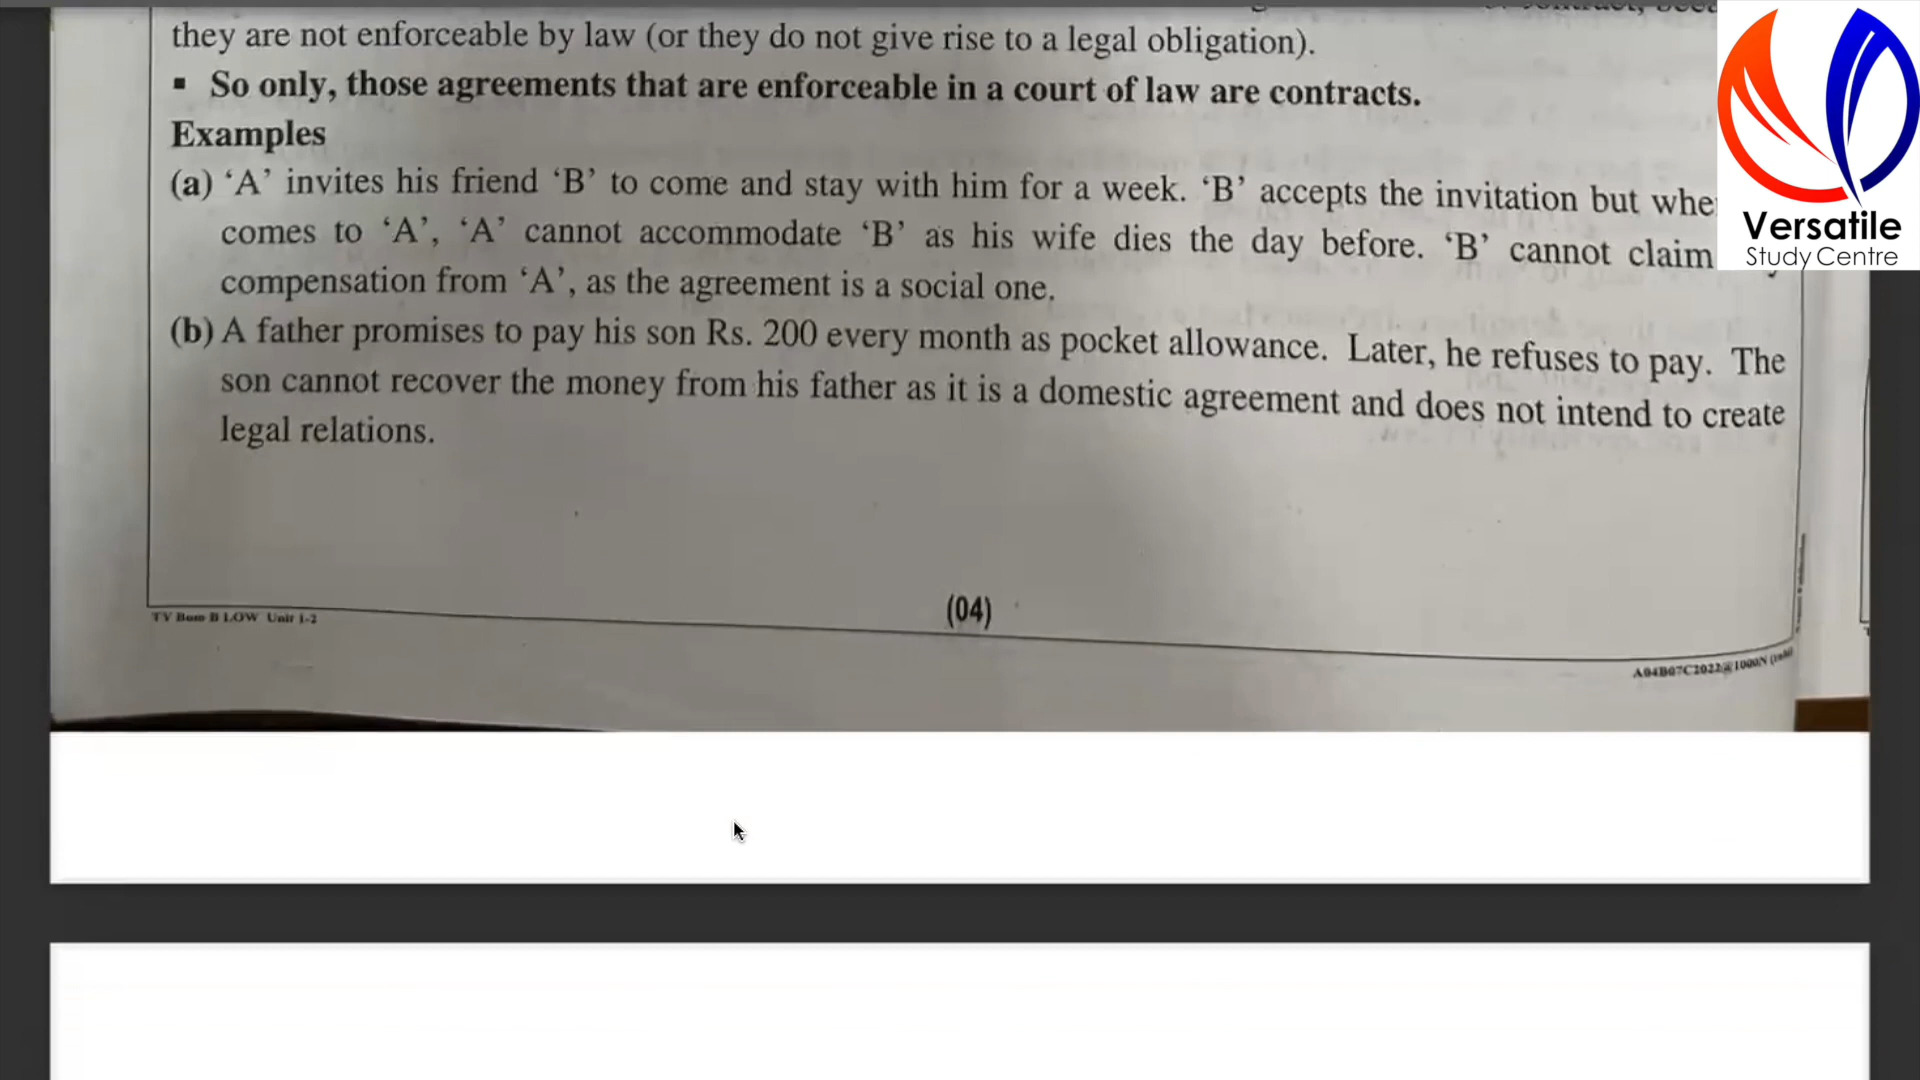 they are not enforceable by law (or they do not give rise to a legal obligation).
▪ So only, those agreements that are enforceable in a court of law are contracts.
Examples
(a) ‘A’ invites his friend ‘B’ to come and stay with him for a week. ‘B’ accepts the invitation but
comes to ‘A’, ‘A’ cannot accommodate ‘B’ as his wife dies the day before. ‘B’ cannot claim
compensation from ‘A’, as the agreement is a social one.
(b) A father promises to pay his son Rs. 200 every month as pocket allowance. Later, he refuses to pay. The
son cannot recover the money from his father as it is a domestic agreement and does not intend to create
legal relations.
(04)
TV Bom B LOW Unit 1-2
A04B07C2022@1000N
Versatile
Study Centre